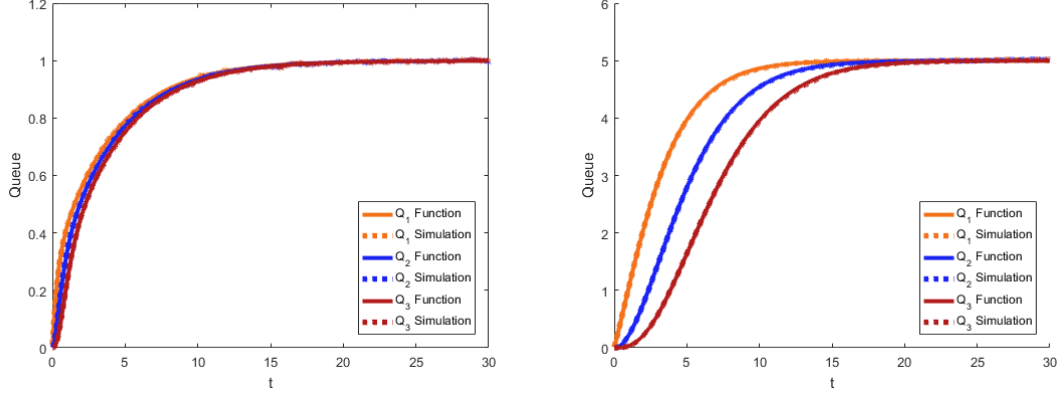 1.2
1
0.8
0.6
0.4
0.2
0
Queue
0 5 10 15 20 25 30
t
Q1 Function
Q1 Simulation
Q2 Function
Q2 Simulation
Q3 Function
Q3 Simulation
6
5
4
3
2
1
0
Queue
0 5 10 15 20 25 30
t
Q1 Function
Q1 Simulation
Q2 Function
Q2 Simulation
Q3 Function
Q3 Simulation